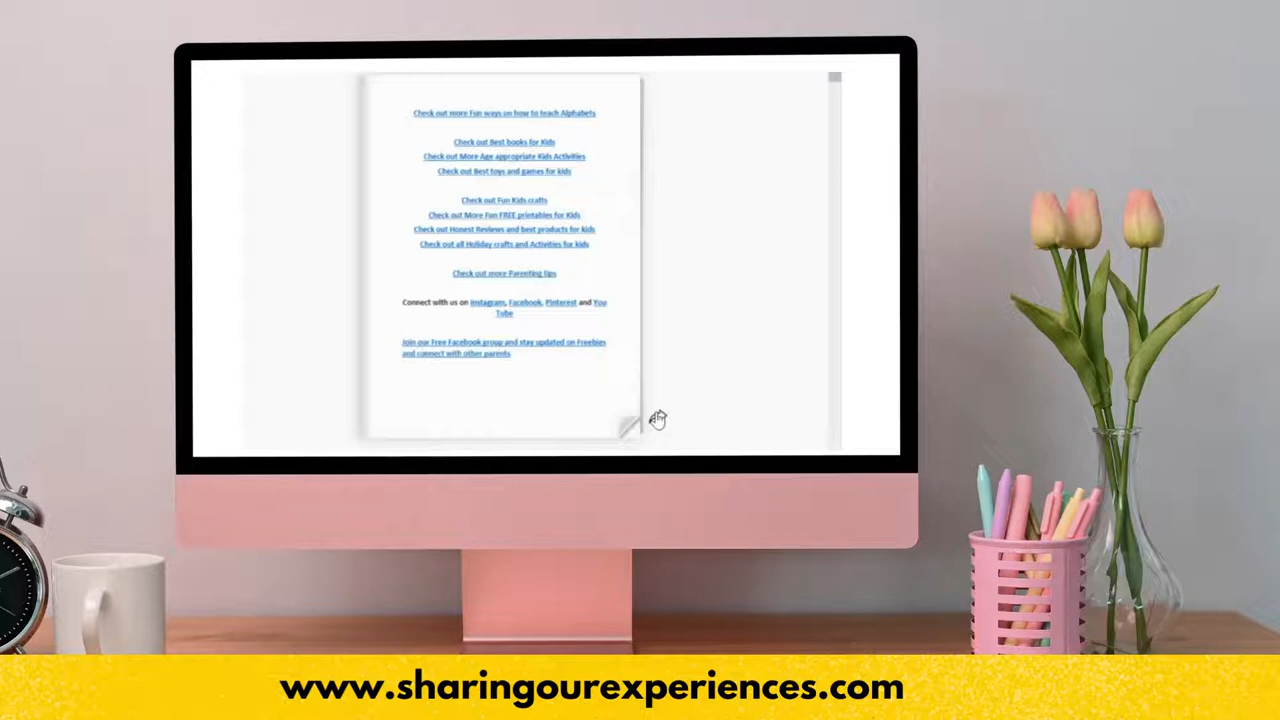 Check out more Fun ways on how to teach Alphabets
Check out Best books for Kids
Check out More Age appropriate Kids Activities
Check out Best toys and games for kids
Check out Fun Kids crafts
Check out More Fun FREE printables for Kids
Check out Honest Reviews and best products for kids
Check out all Holiday crafts and Activities for kids
Check out more Parenting tips
Connect with us on Instagram, Facebook, Pinterest and You
Tube
Join our Free Facebook group and stay updated on Freebies
and connect with other parents
www.sharingourexperiences.com